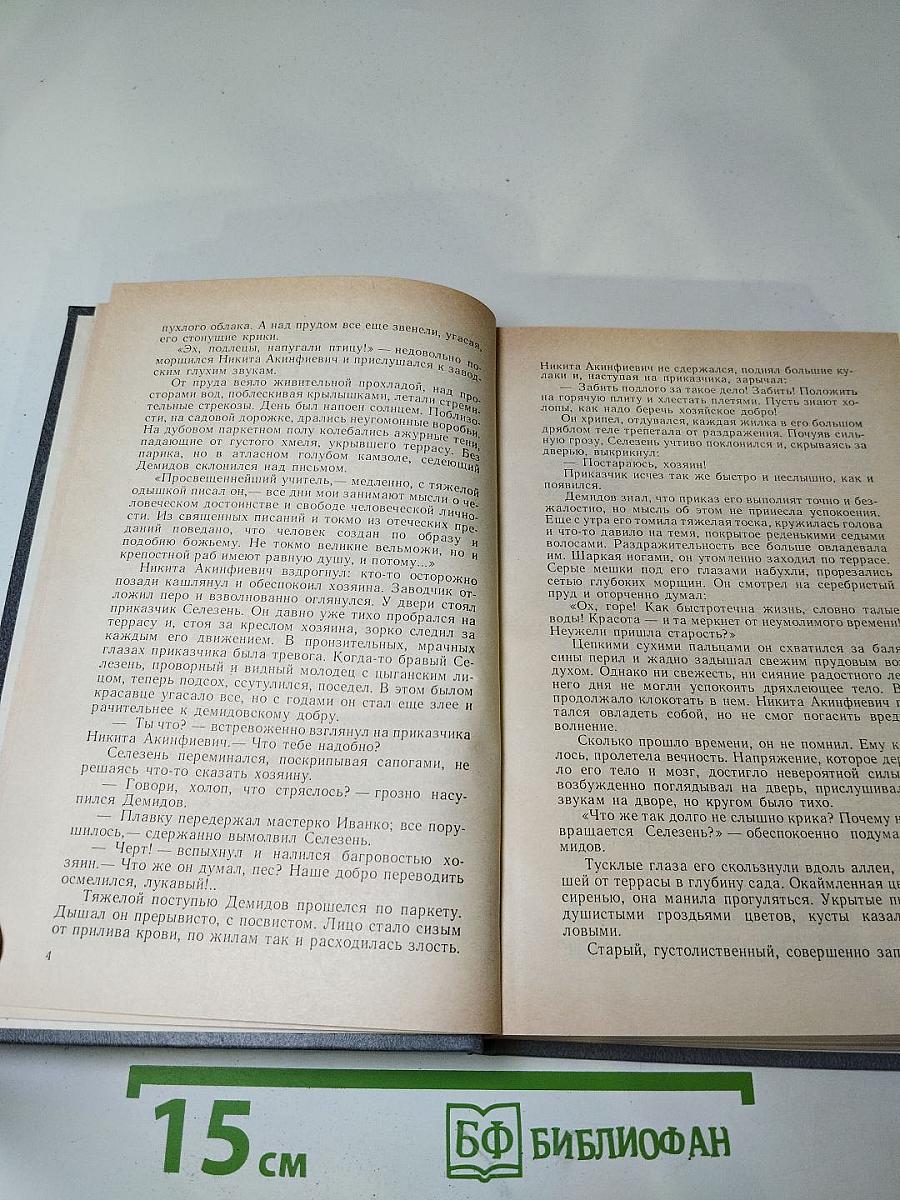 пухлого облака. А над прудом все еще звенели, угасая,
его стонущие крики.
«Эх, подлецы, напугали птицу!» — недовольно по-
морщился Никита Акинфиевич и прислушался к завод-
ским глухим звукам.
От пруда веяло живительной прохладой, над про-
сторами вод, поблескивая крылышками, летали стреми-
тельные стрекозы. День был напоен солнцем. Поблизо-
сти, на садовой дорожке, дрались неугомонные воробьи.
На дубовом паркетном полу колебались ажурные тени,
падающие от густого хмеля, укрывшего террасу. Без
парика, но в атласном голубом камзоле, седеющий
Демидов склонился над письмом.
«Просвещеннейший учитель,— медленно, с тяжелой
одышкой писал он,— все дни мои занимают мысли о че-
ловеческом достоинстве и свободе человеческой лично-
сти. Из священных писаний и токмо из отеческих пре-
даний поведано, что человек создан по образу и
подобию божьему. Не токмо великие вельможи, но и
крепостной раб имеют равную душу, и потому...»
Никита Акинфиевич вздрогнул: кто-то осторожно
позади кашлянул и обеспокоил хозяина. Заводчик от-
ложил перо и взволнованно оглянулся. У двери стоял
приказчик Селезень. Он давно уже тихо пробрался на
террасу и, стоя за креслом хозяина, зорко следил за
каждым его движением. В пронзительных, мрачных
глазах приказчика была тревога. Когда-то бравый Се-
лезень, проворный и видный молодец с цыганским ли-
цом, теперь подсох, ссутулился, поседел. В этом былом
красавце угасало все, но с годами он стал еще злее и
рачительнее к демидовскому добру.
— Ты что? — встревоженно взглянул на приказчика
Никита Акинфиевич.— Что тебе надобно?
Селезень переминался, поскрипывая сапогами, не
решаясь что-то сказать хозяину.
— Говори, холоп, что стряслось? — грозно насу-
пился Демидов.
— Плавку передержал мастерко Иванко; все пору-
шилось,— сдержанно вымолвил Селезень.
— Черт! — вспыхнул и налился багровостью хо-
зяин.— Что же он думал, пес? Наше добро переводить
осмелился, лукавый!..
Тяжелой поступью Демидов прошелся по паркету.
Дышал он прерывисто, с посвистом. Лицо стало сизым
от прилива крови, по жилам так и расходилась злость.
4
Никита Акинфиевич не сдержался, поднял большие ку-
лаки и, наступая на приказчика, зарычал:
— Забить подлого за такое дело! Забить! Положить
на горячую плиту и хлестать плетями. Пусть знают хо-
лопы, как надо беречь хозяйское добро!
Он хрипел, отдувался, каждая жилка в его большом
дряблом теле трепетала от раздражения. Почуяв силь-
ную грозу, Селезень учтиво поклонился и, скрываясь за
дверью, выкрикнул:
— Постараюсь, хозяин!
Приказчик исчез так же быстро и неслышно, как и
появился.
Демидов знал, что приказ его выполнят точно и без-
жалостно, но мысль об этом не принесла успокоения.
Еще с утра его томила тяжелая тоска, кружилась голова
и что-то давило на темя, покрытое реденькими седыми
волосами. Раздражительность все больше овладевала
им. Шаркая ногами, он утомленно заходил по террасе.
Серые мешки под его глазами набухли, прорезались
сетью глубоких морщин. Он смотрел на серебристый
пруд и огорченно думал:
«Ох, горе! Как быстротечна жизнь, словно талые
воды! Красота — и та меркнет от неумолимого времени!
Неужели пришла старость?»
Цепкими сухими пальцами он схватился за баля
сины перил и жадно задышал свежим прудовым воз
духом. Однако ни свежесть, ни сияние радостного ле
него дня не могли успокоить дряхлеющее тело. В
продолжало клокотать в нем. Никита Акинфиевич п
тался овладеть собой, но не смог погасить вред
волнение.
Сколько прошло времени, он не помнил. Ему к
лось, пролетела вечность. Напряжение, которое дер
ло его тело и мозг, достигло невероятной силы
возбужденно поглядывал на дверь, прислушивал
звукам на дворе, но кругом было тихо.
«Что же так долго не слышно крика? Почему н
вращается Селезень?» — обеспокоенно подума
мидов.
Тусклые глаза его скользнули вдоль аллеи,
шей от террасы в глубину сада. Окаймленная ц
сиренью, она манила прогуляться. Укрытые п
душистыми гроздьями цветов, кусты казал
ловыми.
Старый, густолиственный, совершенно зап
15 см
БФ БИБЛИОФАН